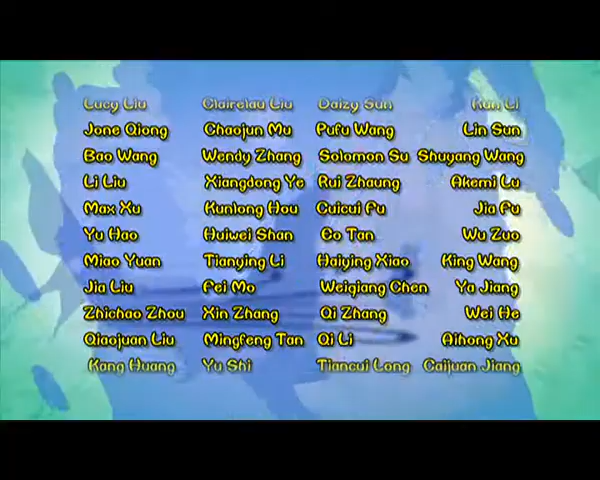 Lucy Liu Clairelau Liu Daizy Sun Kun Li
Jone Qiong Chaojun Mu Pufu Wang Lin Sun
Bao Wang Wendy Zhang Solomon Su Shuyang Wang
Li Liu Xiangdong Ye Rui Zhaung Akemi Lu
Max Xu Kunlong Hou Cuicui Fu Jia Fu
Yu Hao Huiwei Shan Bo Tan Wu Zuo
Miao Yuan Tianying Li Haiying Xiao King Wang
Jia Liu Fei Mo Weiqiang Chen Ya Jiang
Zhichao Zhou Xin Zhang Qi Zhang Wei He
Qiaojuan Liu Mingfeng Tan Qi Li Aihong Xu
Kang Huang Yu Shi Tiancui Long Caijuan Jiang